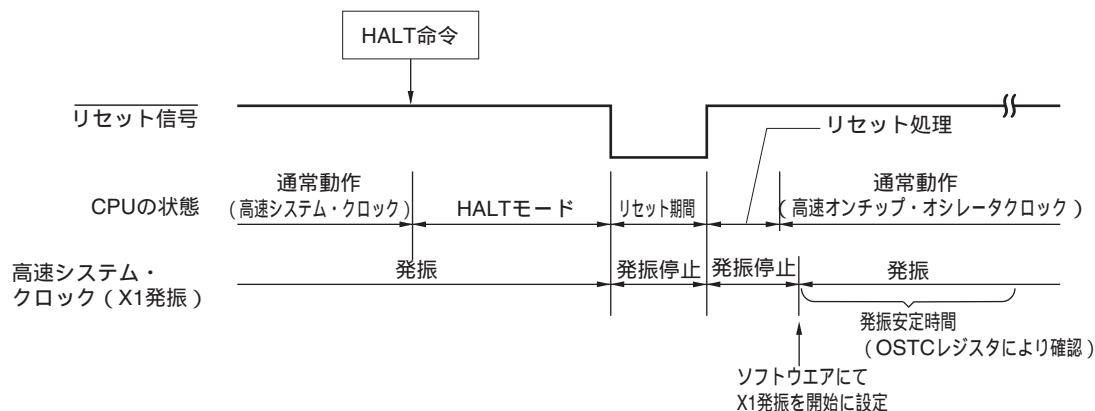 HALT命令
リセット信号
リセット処理
CPUの状態
通常動作
(高速システム・クロック)
HALTモード
リセット期間
通常動作
(高速オンチップ・オシレータクロック)
高速システム・
クロック(X1発振)
発振
発振停止
発振停止
発振
発振安定時間
(OSTCレジスタにより確認)
ソフトウエアにて
X1発振を開始に設定